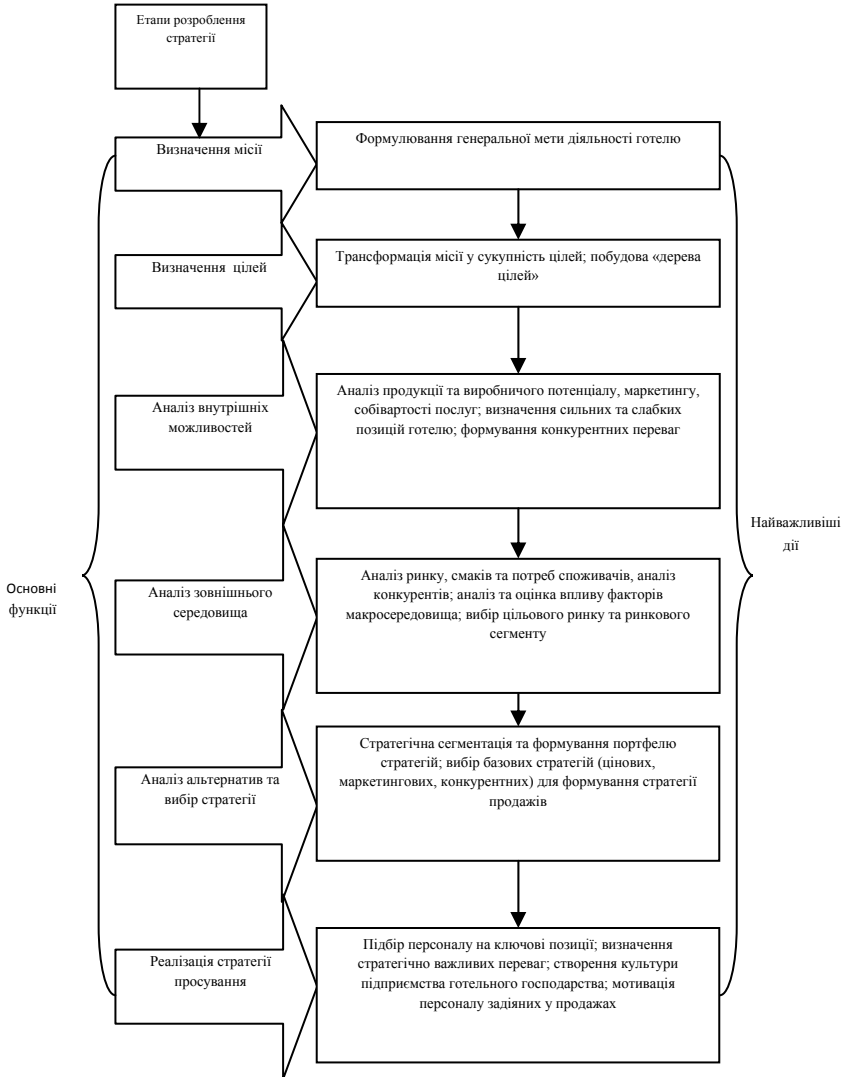 Етапи розроблення
стратегії
Визначення місії
Формулювання генеральної мети діяльності готелю
Визначення цілей
Трансформація місії у сукупність цілей; побудова «дерева
цілей»
Аналіз внутрішніх
можливостей
Аналіз продукції та виробничого потенціалу, маркетингу,
собівартості послуг; визначення сильних та слабких
позицій готелю; формування конкурентних переваг
Найважливіші
дії
Основні
функції
Аналіз зовнішнього
середовища
Аналіз ринку, смаків та потреб споживачів, аналіз
конкурентів; аналіз та оцінка впливу факторів
макросередовища; вибір цільового ринку та ринкового
сегменту
Аналіз альтернатив та
вибір стратегії
Стратегічна сегментація та формування портфелю
стратегій; вибір базових стратегій (цінових,
маркетингових, конкурентних) для формування стратегії
продажів
Реалізація стратегії
просування
Підбір персоналу на ключові позиції; визначення
стратегічно важливих переваг; створення культури
підприємства готельного господарства; мотивація
персоналу задіяних у продажах